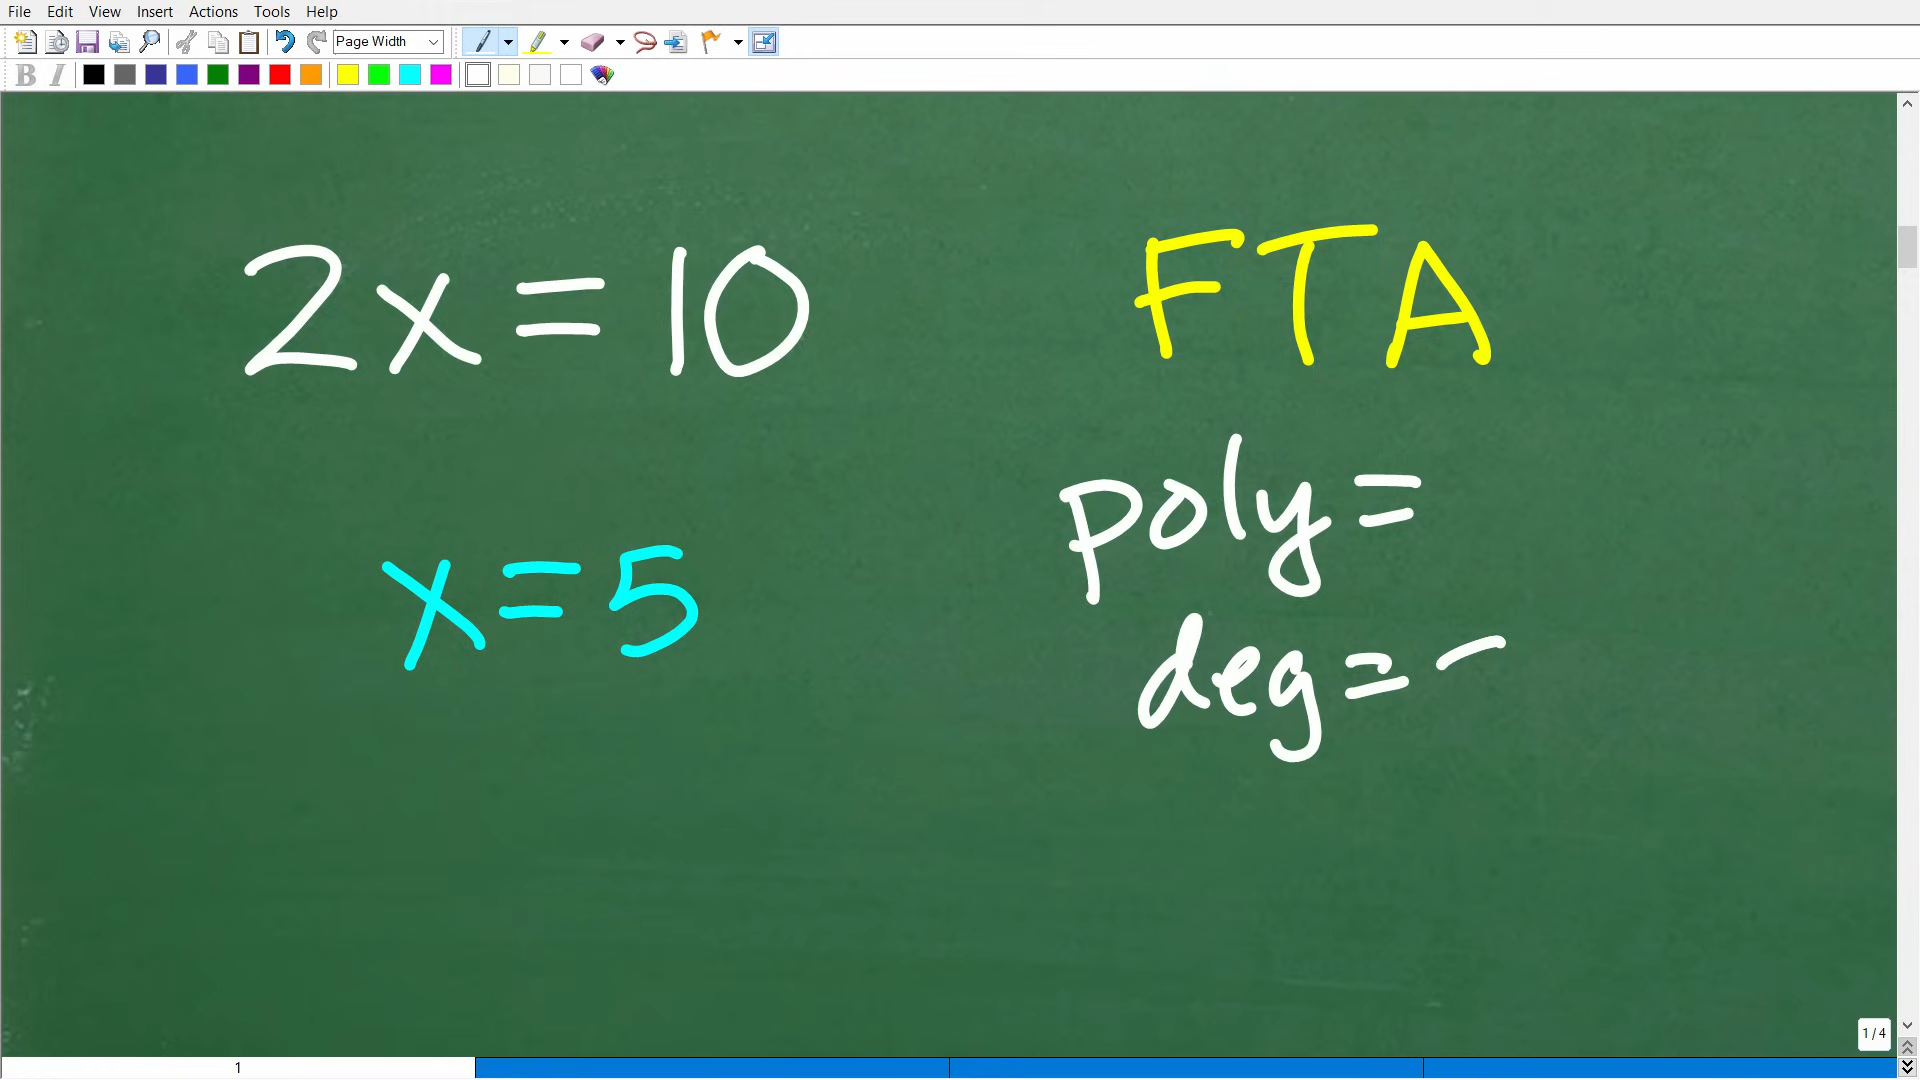 File Edit View Insert Actions Tools Help
Page Width
B I
2x = 10
x = 5
FTA
poly =
deg =
1 / 4
1